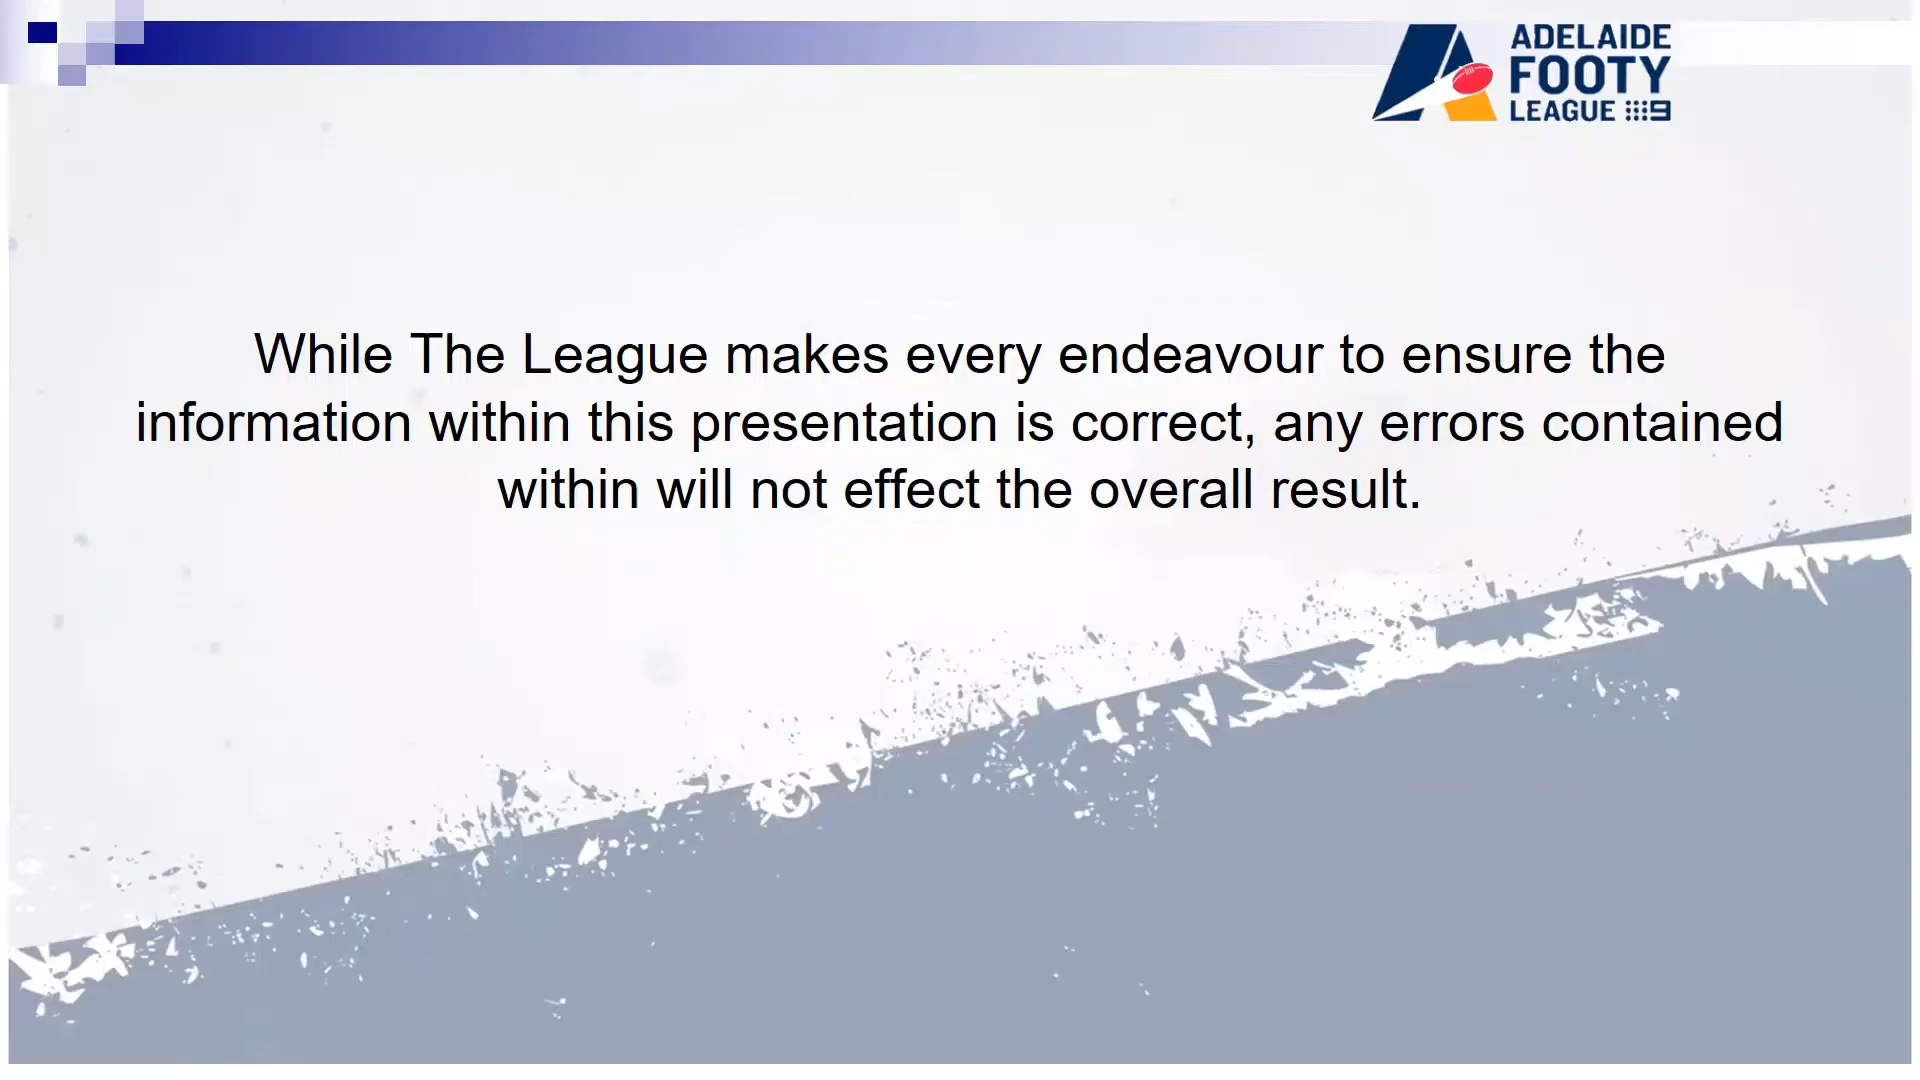 ADELAIDE
FOOTY
LEAGUE 9
While The League makes every endeavour to ensure the
information within this presentation is correct, any errors contained
within will not effect the overall result.